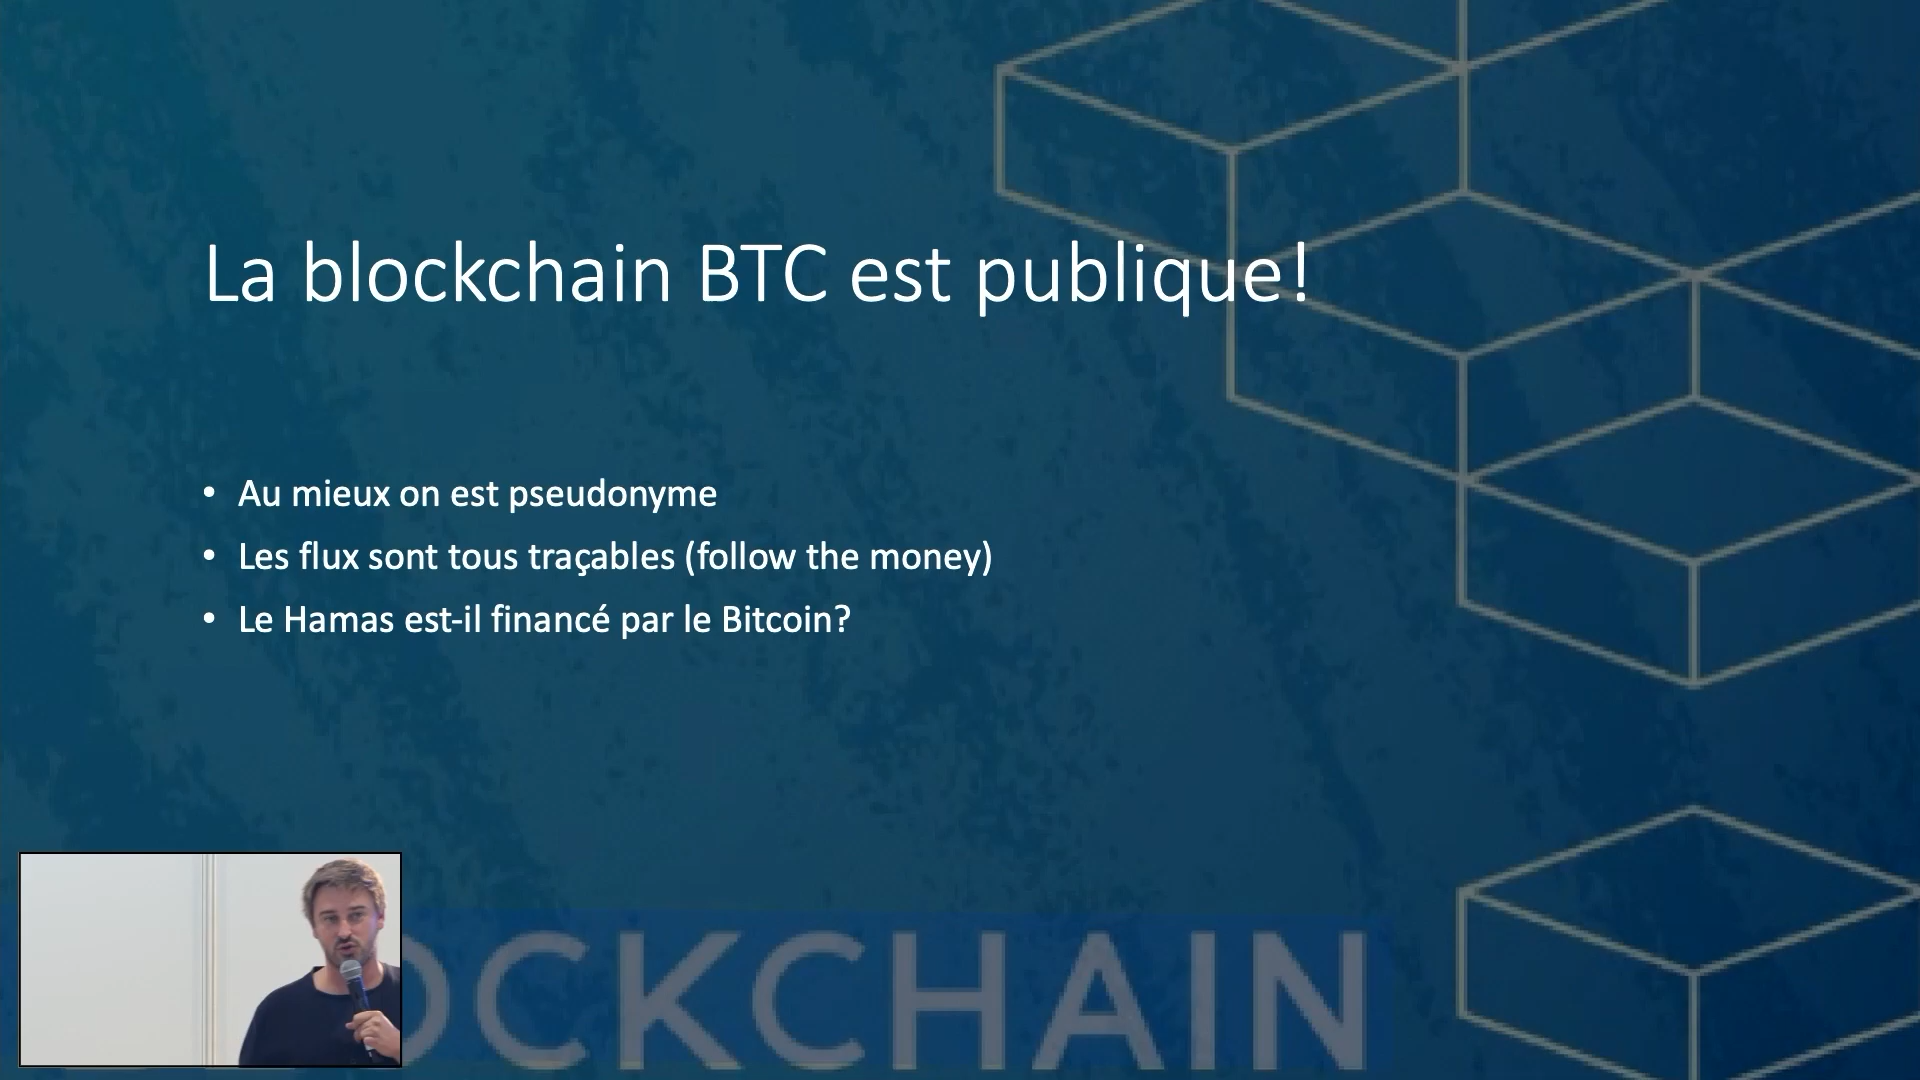 La blockchain BTC est publique!
• Au mieux on est pseudonyme
• Les flux sont tous traçables (follow the money)
• Le Hamas est-il financé par le Bitcoin?
OCKCHAIN